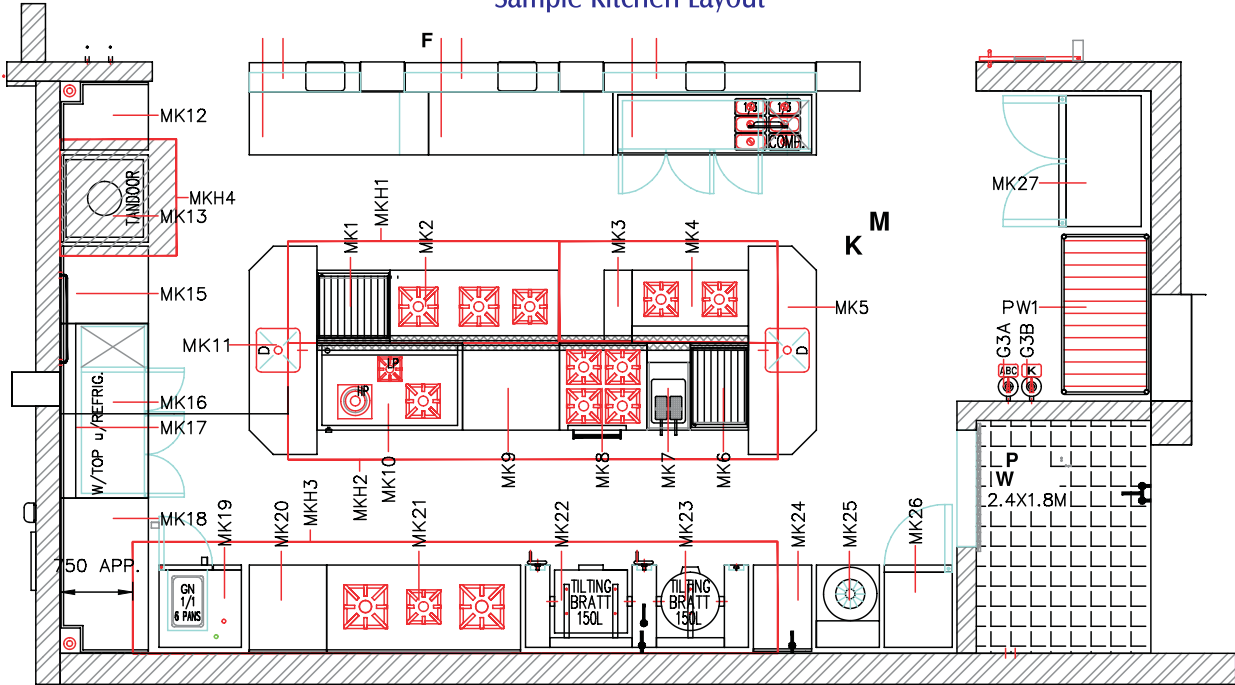 Sample Kitchen Layout
F
MK12
1/3 1/3
COMB.
MK27
TANDOOR
MKH4
MK13
MKH1
MK1
MK2
MK3
MK4
M
K
MK15
MK5
PW1
G3A
G3B
ABC
K
MK11
D
D
LP
HP
MK16
MK17
W/TOP u/REFRIG.
MKH2
MK10
MK9
MK8
MK7
MK6
P
W
2.4X1.8M
MK18
MK19
MK20
MKH3
MK21
MK22
MK23
MK24
MK25
MK26
750 APP.
GN
1/1
6 PANS
TILTING
BRATT
150L
TILTING
BRATT
150L